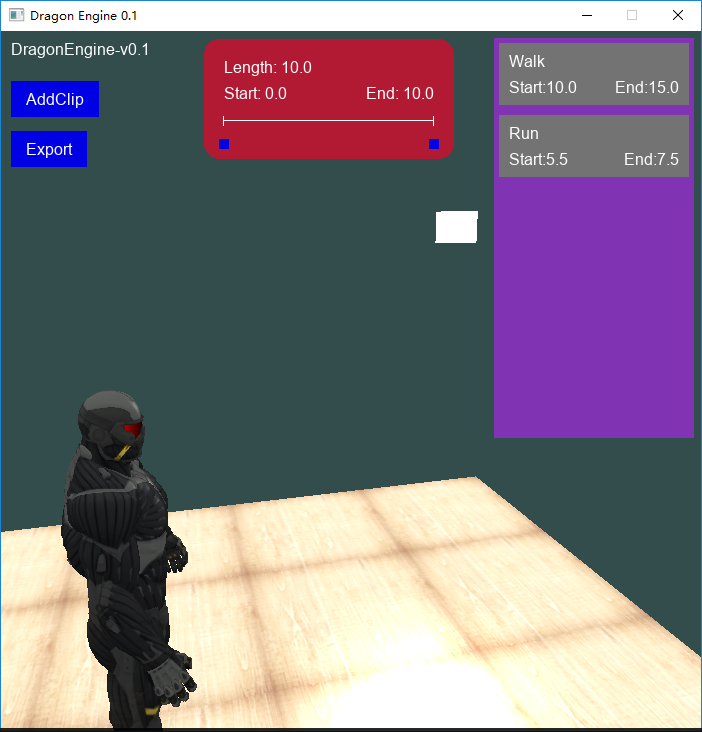 Dragon Engine 0.1
DragonEngine-v0.1
AddClip
Export
Length: 10.0
Start: 0.0 End: 10.0
Walk
Start:10.0 End:15.0
Run
Start:5.5 End:7.5